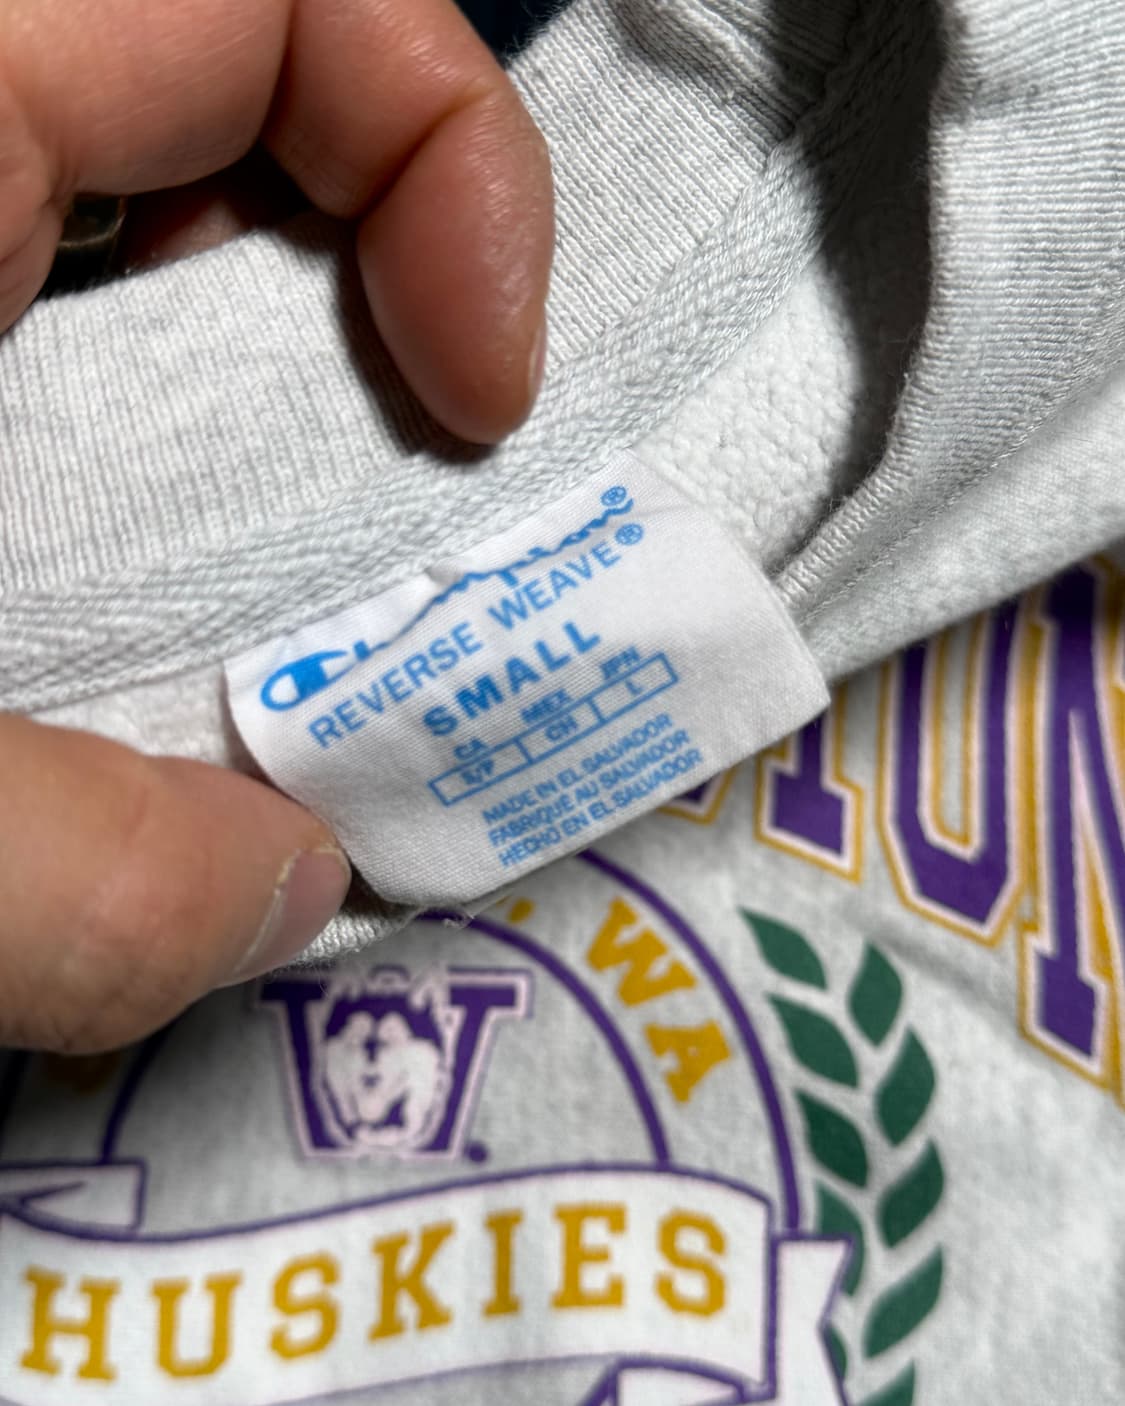 Champion®
REVERSE WEAVE®
SMALL
CA MEX JPN
S/P CH L
MADE IN EL SALVADOR
FABRIQUE AU SALVADOR
HECHO EN EL SALVADOR
WA
W
HUSKIES